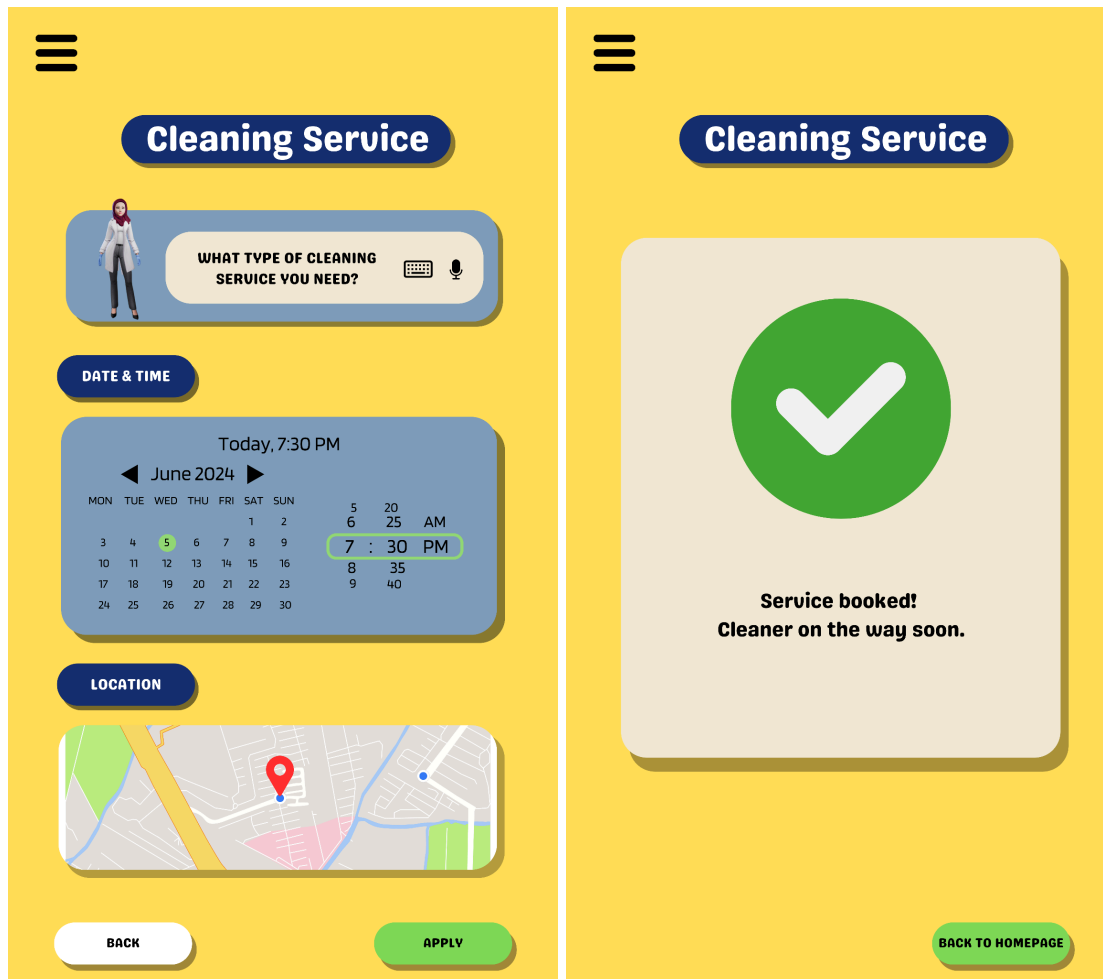 Cleaning Service
WHAT TYPE OF CLEANING
SERVICE YOU NEED?
DATE & TIME
Today, 7:30 PM
June 2024
MON TUE WED THU FRI SAT SUN
1 2
3 4 5 6 7 8 9
10 11 12 13 14 15 16
17 18 19 20 21 22 23
24 25 26 27 28 29 30
5 20
6 25 AM
7 : 30 PM
8 35
9 40
LOCATION
BACK
APPLY
Cleaning Service
Service booked!
Cleaner on the way soon.
BACK TO HOMEPAGE